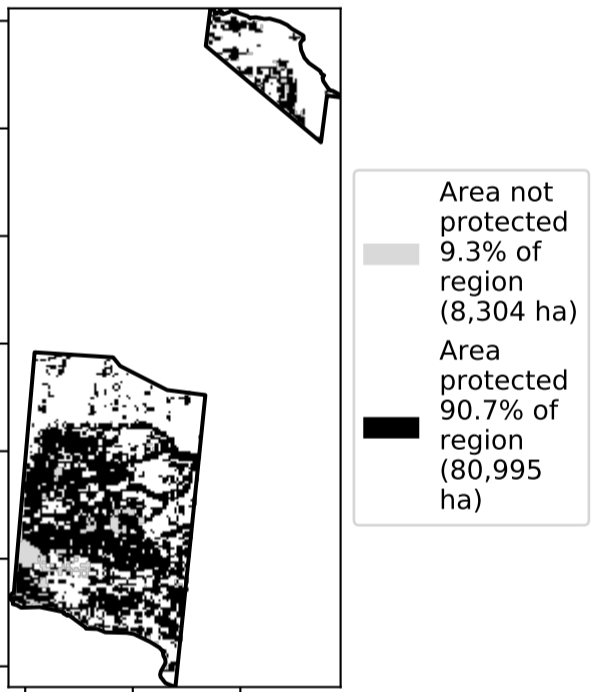 Area not
protected
9.3% of
region
(8,304 ha)
Area
protected
90.7% of
region
(80,995
ha)